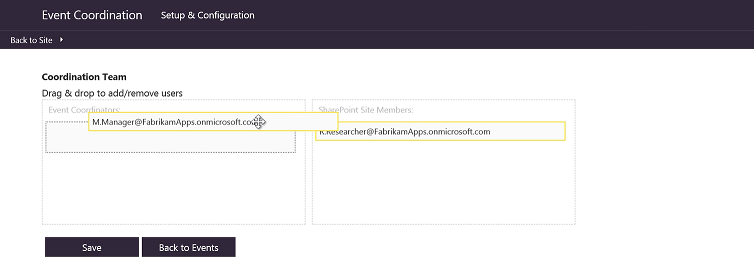 Event Coordination
Setup & Configuration
Back to Site
Coordination Team
Drag & drop to add/remove users
Event Coordinators:
SharePoint Site Members:
M.Manager@FabrikamApps.onmicrosoft.com
R.Researcher@FabrikamApps.onmicrosoft.com
Save
Back to Events